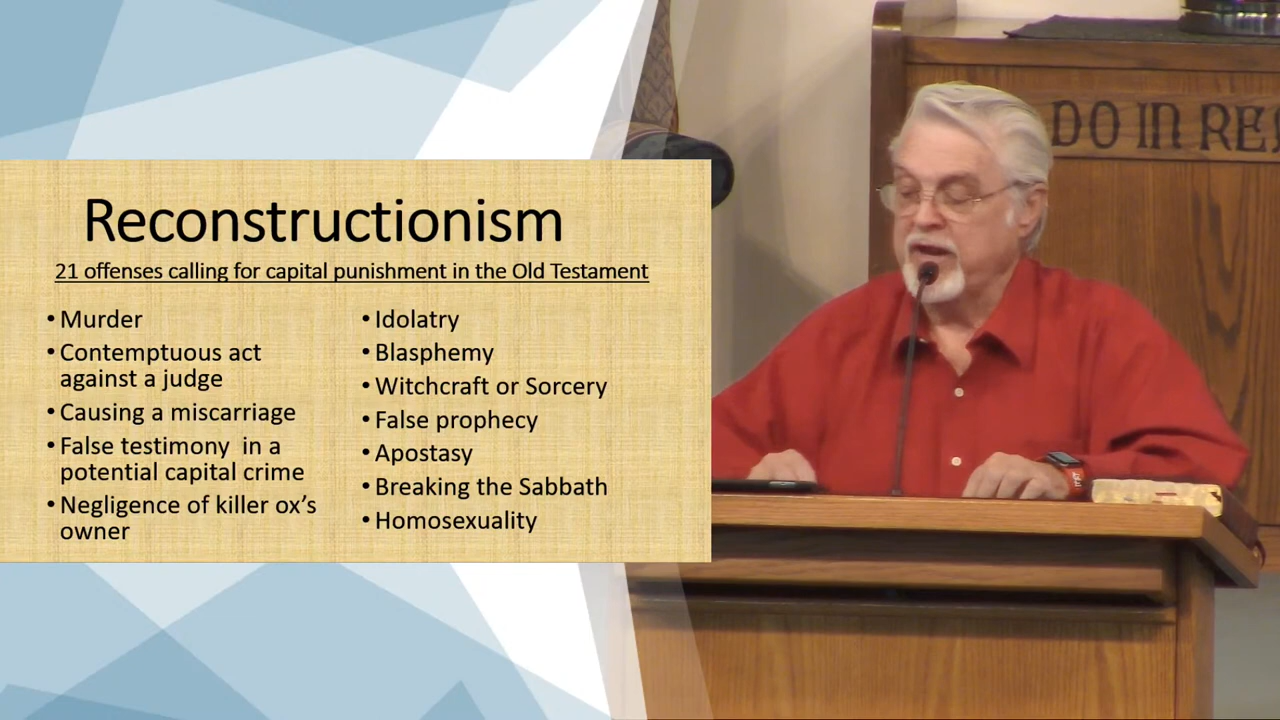 Reconstructionism
21 offenses calling for capital punishment in the Old Testament
• Murder
• Contemptuous act
against a judge
• Causing a miscarriage
• False testimony in a
potential capital crime
• Negligence of killer ox's
owner
• Idolatry
• Blasphemy
• Witchcraft or Sorcery
• False prophecy
• Apostasy
• Breaking the Sabbath
• Homosexuality
DO IN RE